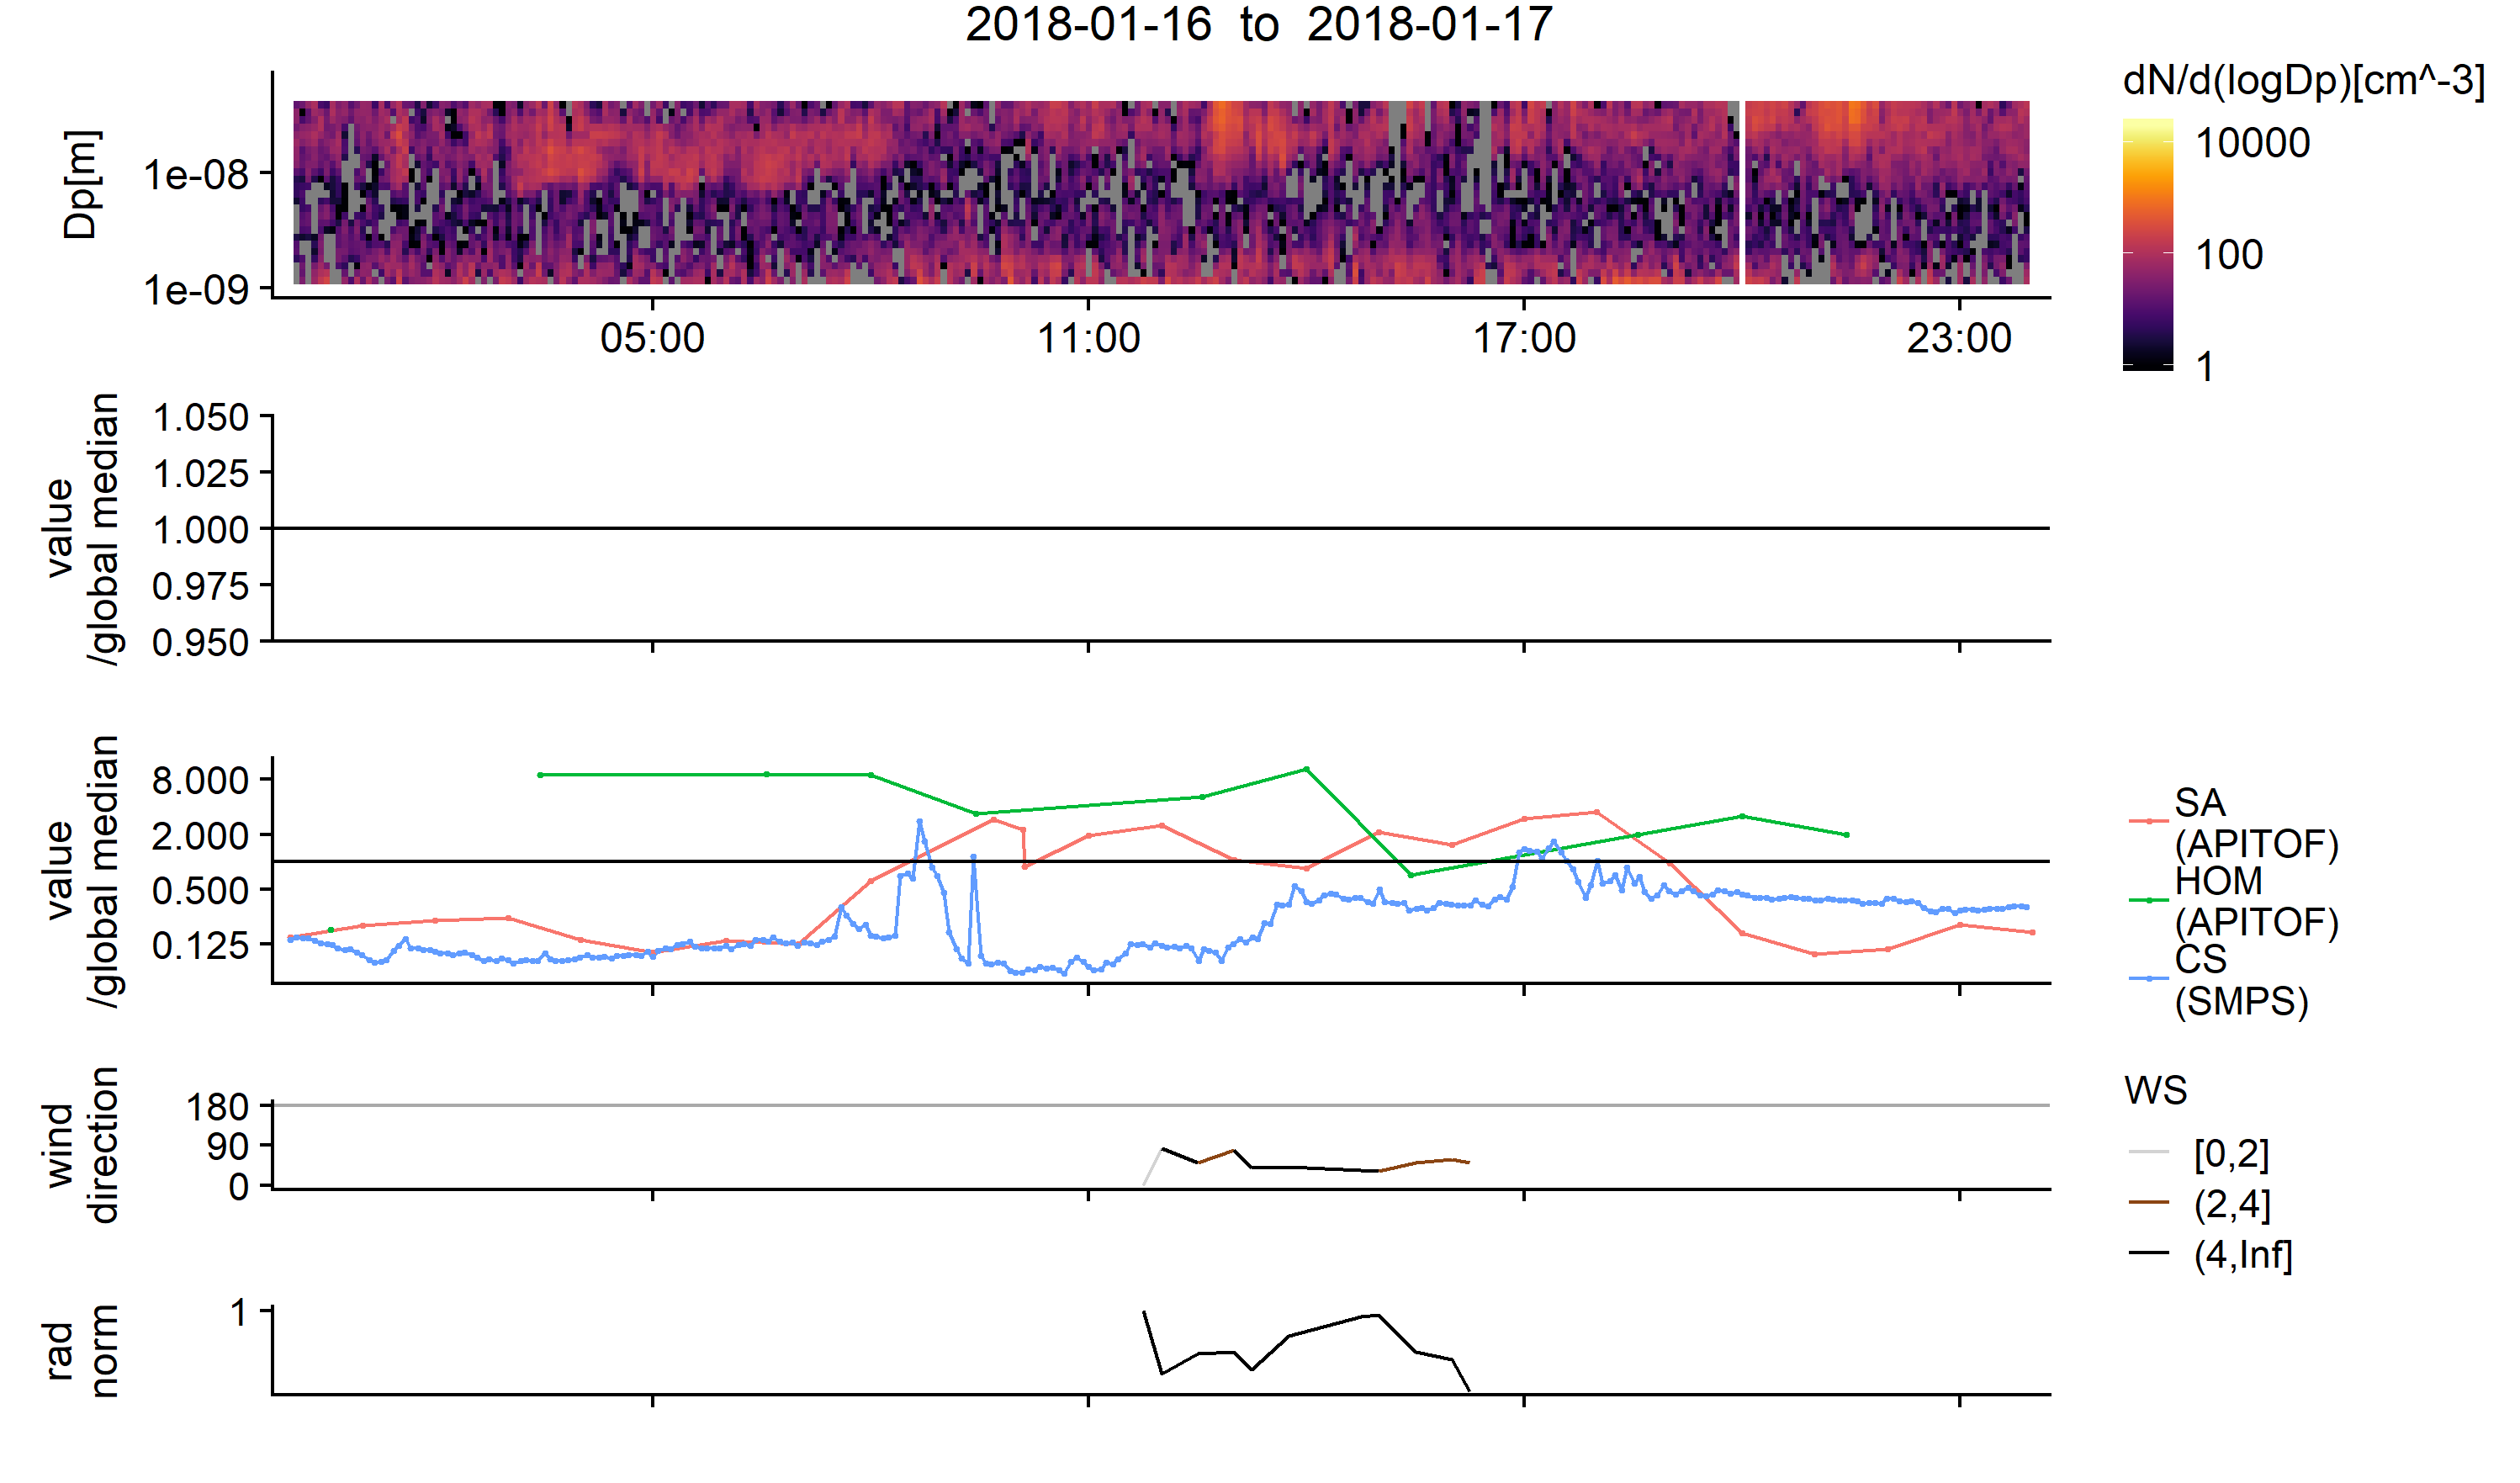 2018-01-16 to 2018-01-17
Dp[m]
1e-08
1e-09
05:00
11:00
17:00
23:00
dN/d(logDp)[cm^-3]
10000
100
1
value
/global median
1.050
1.025
1.000
0.975
0.950
value
/global median
8.000
2.000
0.500
0.125
SA
(APITOF)
HOM
(APITOF)
CS
(SMPS)
wind
direction
180
90
0
WS
[0,2]
(2,4]
(4,Inf]
rad
norm
1